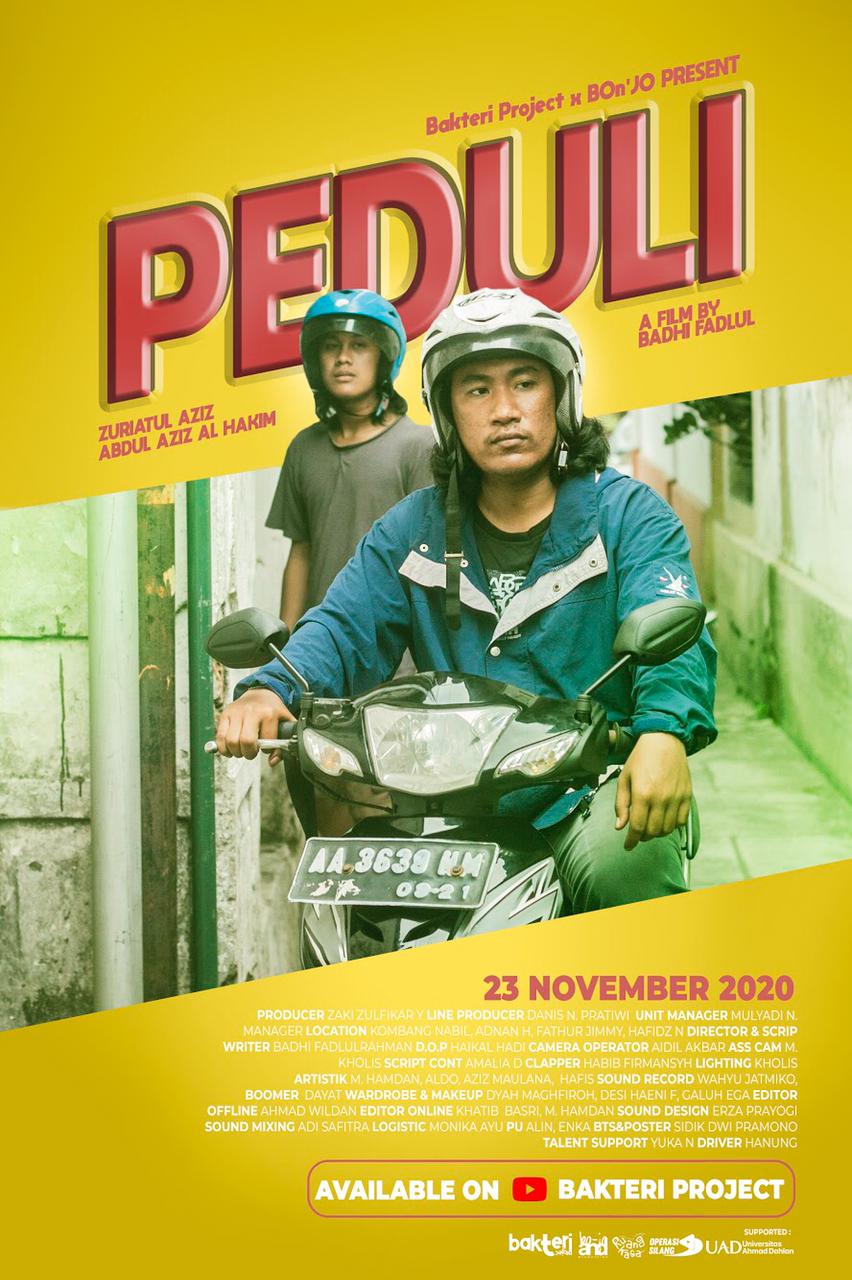 Bakteri Project x BOn'JO PRESENT
PEDULI
A FILM BY
BADHI FADLUL
ZURIATUL AZIZ
ABDUL AZIZ AL HAKIM
AA 3639 KM
09-21
23 NOVEMBER 2020
PRODUCER ZAKI ZULFIKAR Y LINE PRODUCER DANIS N. PRATIWI UNIT MANAGER MULYADI N.
MANAGER LOCATION KOMBANG NABIL, ADNAN H, FATHUR JIMMY, HAFIDZ N DIRECTOR & SCRIP
WRITER BADHI FADLULRAHMAN D.O.P HAIKAL HADI CAMERA OPERATOR AIDIL AKBAR ASS CAM M.
KHOLIS SCRIPT CONT AMALIA D CLAPPER HABIB FIRMANSYH LIGHTING KHOLIS
ARTISTIK M. HAMDAN, ALDO, AZIZ MAULANA, HAFIS SOUND RECORD WAHYU JATMIKO,
BOOMER DAYAT WARDROBE & MAKEUP DYAH MAGHFIROH, DESI HAENI F, GALUH EGA EDITOR
OFFLINE AHMAD WILDAN EDITOR ONLINE KHATIB BASRI, M. HAMDAN SOUND DESIGN ERZA PRAYOGI
SOUND MIXING ADI SAFITRA LOGISTIC MONIKA AYU PU ALIN, ENKA BTS&POSTER SIDIK DWI PRAMONO
TALENT SUPPORT YUKA N DRIVER HANUNG
AVAILABLE ON BAKTERI PROJECT
SUPPORTED :
bakteri
OPERASI SILANG
UAD Universitas Ahmad Dahlan